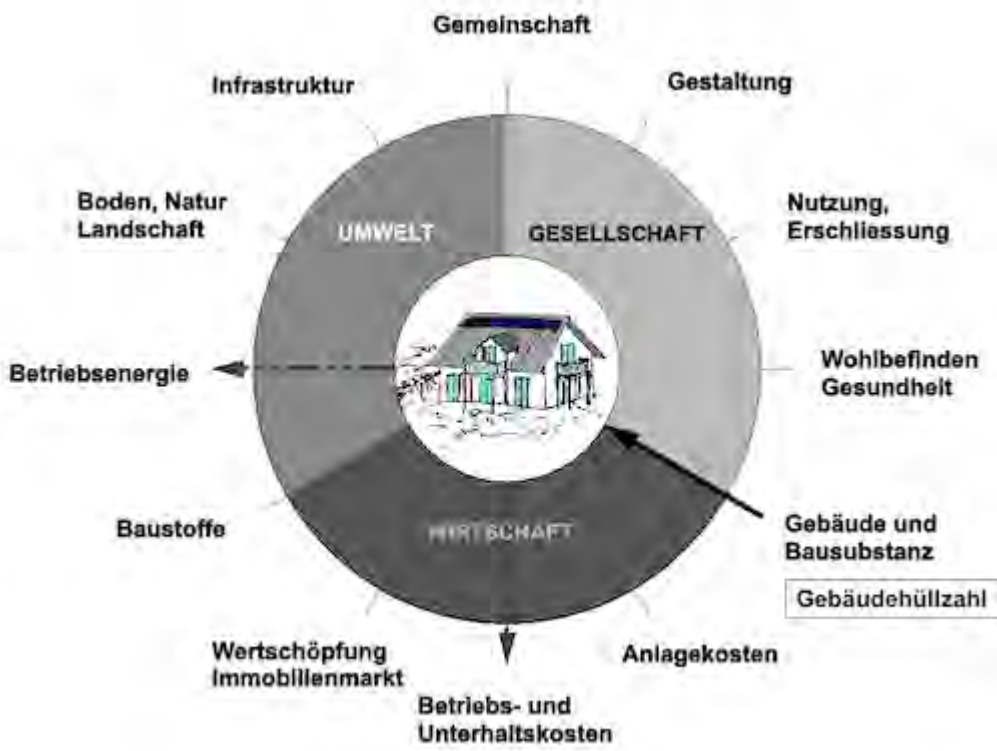 Gemeinschaft
Infrastruktur
Gestaltung
Boden, Natur
Landschaft
UMWELT
GESELLSCHAFT
Nutzung,
Erschliessung
Betriebsenergie
Wohlbefinden
Gesundheit
Baustoffe
WIRTSCHAFT
Gebäude und
Bausubstanz
Gebäudehüllzahl
Wertschöpfung
Immobilienmarkt
Anlagekosten
Betriebs- und
Unterhaltskosten